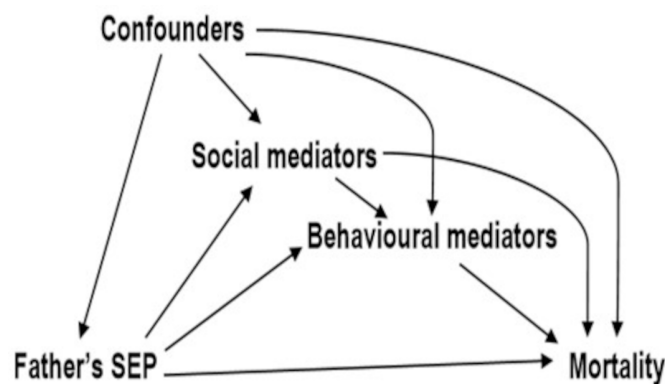 Confounders
Social mediators
Behavioural mediators
Father's SEP
Mortality